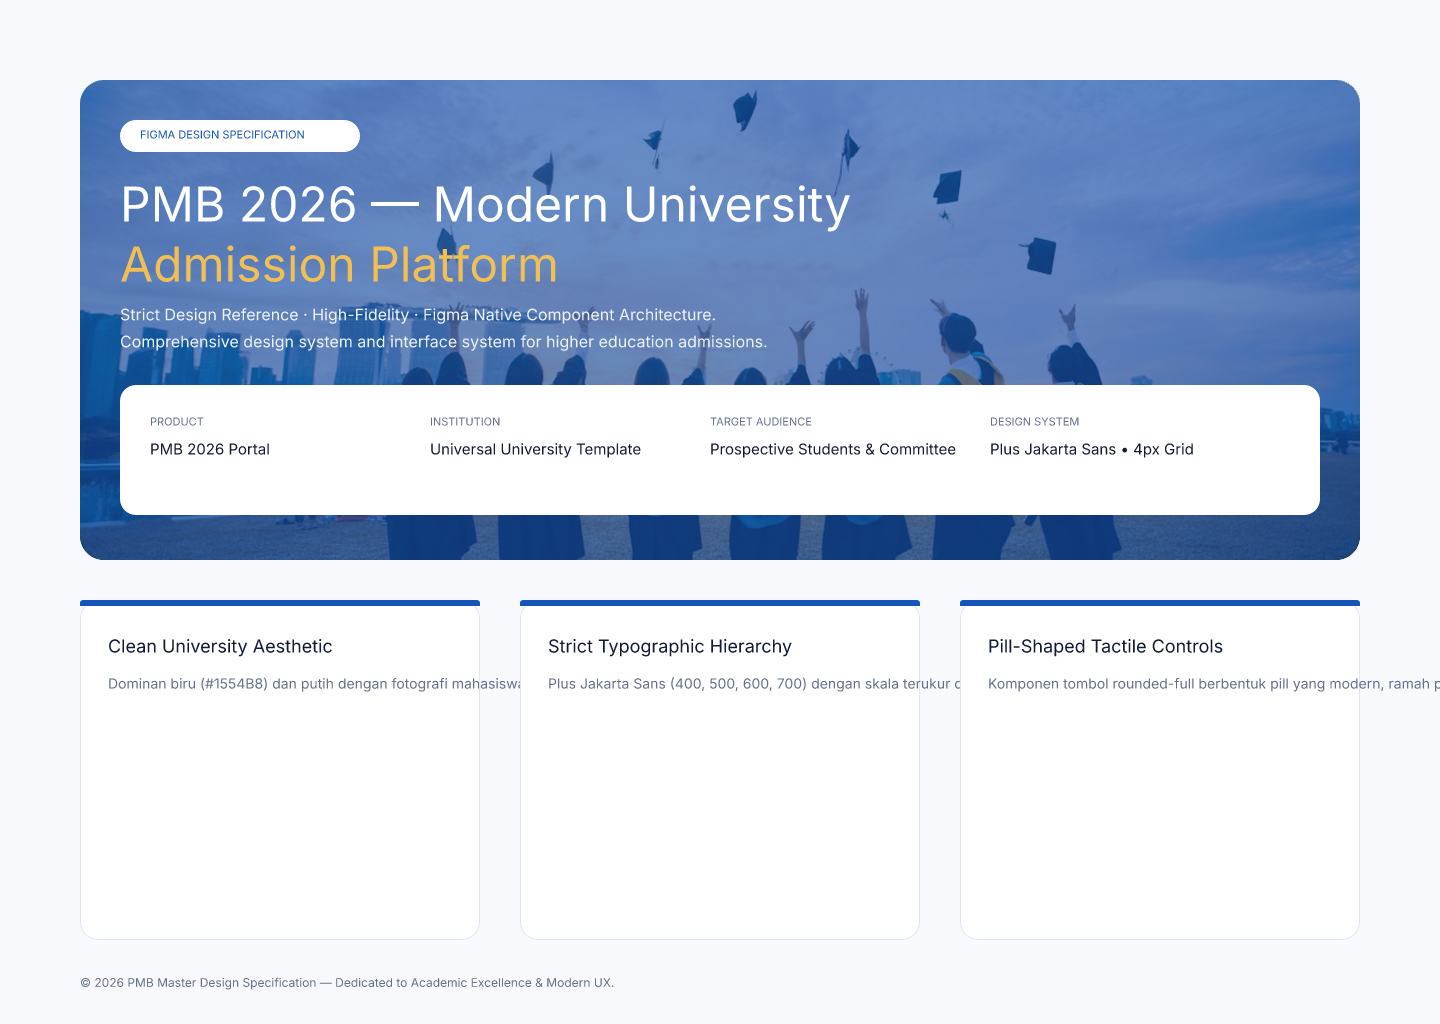 FIGMA DESIGN SPECIFICATION
PMB 2026 — Modern University
Admission Platform
Strict Design Reference · High-Fidelity · Figma Native Component Architecture.
Comprehensive design system and interface system for higher education admissions.
PRODUCT
PMB 2026 Portal
INSTITUTION
Universal University Template
TARGET AUDIENCE
Prospective Students & Committee
DESIGN SYSTEM
Plus Jakarta Sans • 4px Grid
Clean University Aesthetic
Dominan biru (#1554B8) dan putih dengan fotografi mahasiswa
Strict Typographic Hierarchy
Plus Jakarta Sans (400, 500, 600, 700) dengan skala terukur
Pill-Shaped Tactile Controls
Komponen tombol rounded-full berbentuk pill yang modern, ramah
© 2026 PMB Master Design Specification — Dedicated to Academic Excellence & Modern UX.